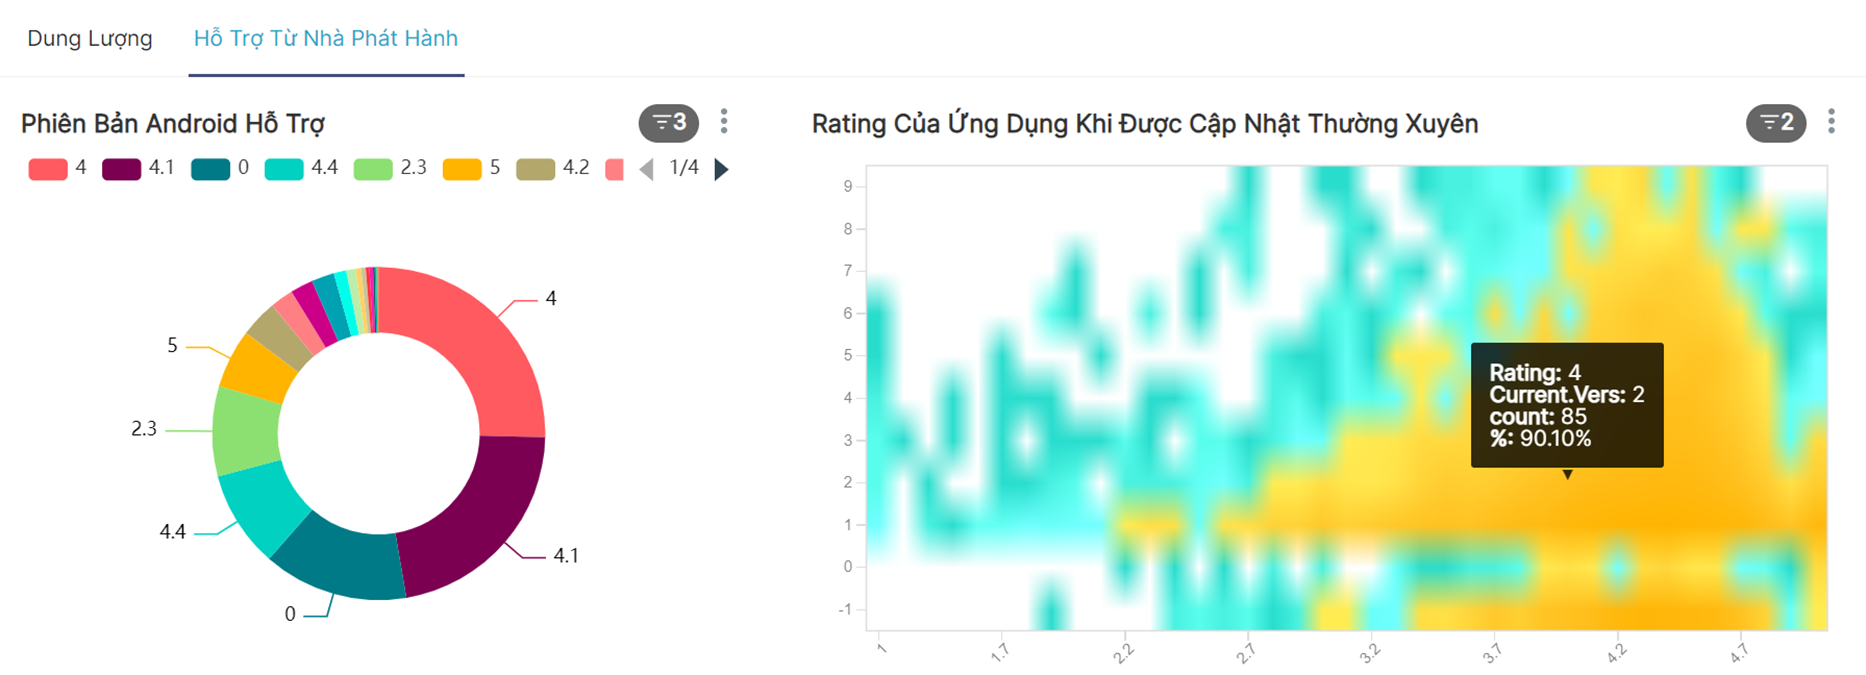 Dung Lượng Hỗ Trợ Từ Nhà Phát Hành
Phiên Bản Android Hỗ Trợ 3
4 4.1 0 4.4 2.3 5 4.2 1/4
4
5
2.3
4.4
4.1
0
Rating Của Ứng Dụng Khi Được Cập Nhật Thường Xuyên 2
9
8
7
6
5
4
3
2
1
0
-1
Rating: 4
Current.Vers: 2
count: 85
%: 90.10%
1 1.7 2.2 2.7 3.2 3.7 4.2 4.7